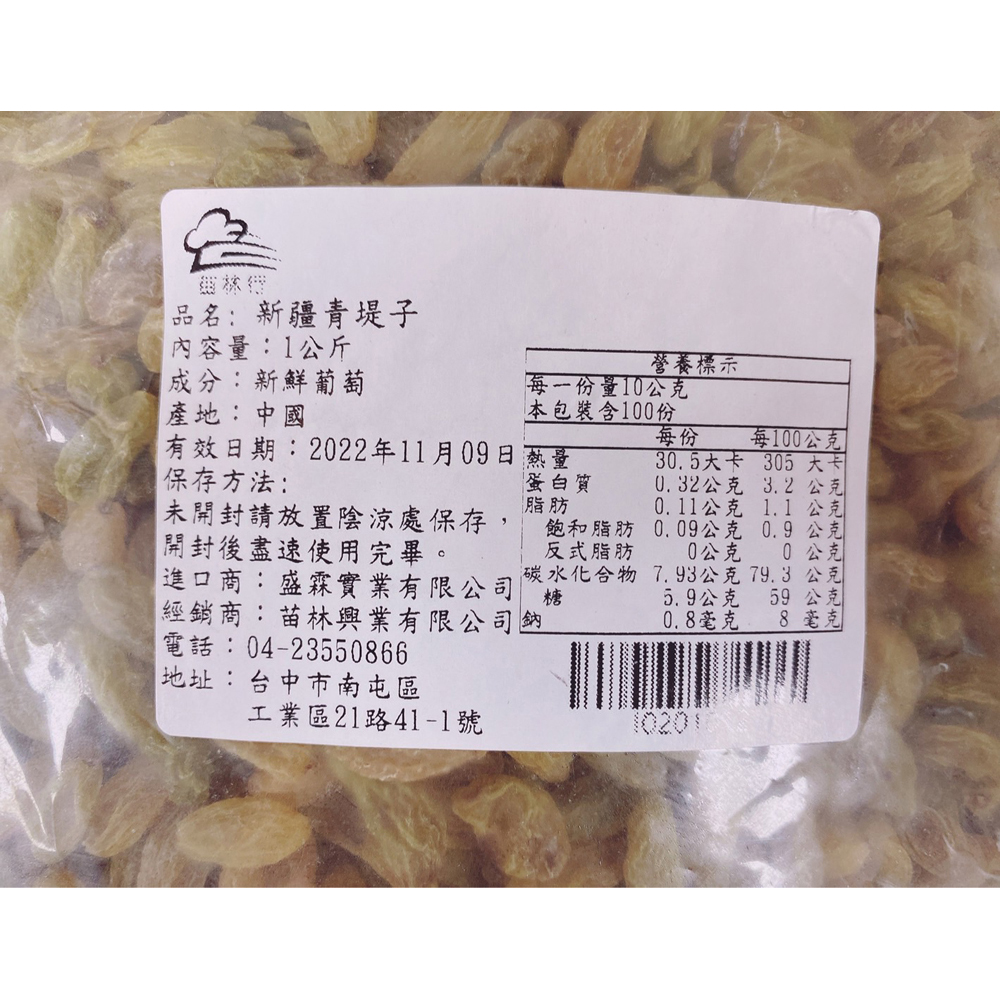 苗林行
品名: 新疆青堤子
內容量:1公斤
成分:新鮮葡萄
產地:中國
有效日期:2022年11月09日
保存方法:
未開封請放置陰涼處保存,
開封後盡速使用完畢。
進口商:盛霖實業有限公司
經銷商:苗林興業有限公司
電話:04-23550866
地址:台中市南屯區
工業區21路41-1號
營養標示
每一份量10公克
本包裝含100份
每份 每100公克
熱量 30.5大卡 305 大卡
蛋白質 0.32公克 3.2 公克
脂肪 0.11公克 1.1 公克
飽和脂肪 0.09公克 0.9 公克
反式脂肪 0公克 0 公克
碳水化合物 7.93公克 79.3 公克
糖 5.9公克 59 公克
鈉 0.8毫克 8 毫克